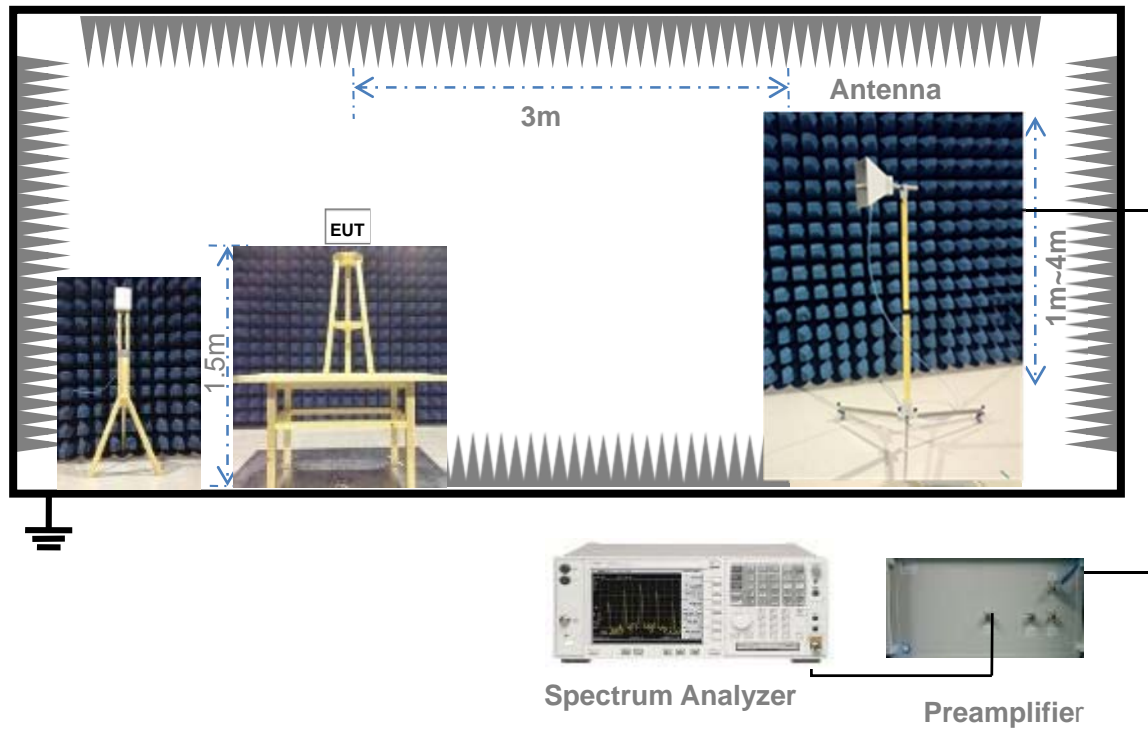 Antenna
3m
EUT
1.5m
1m~4m
Spectrum Analyzer
Preamplifier